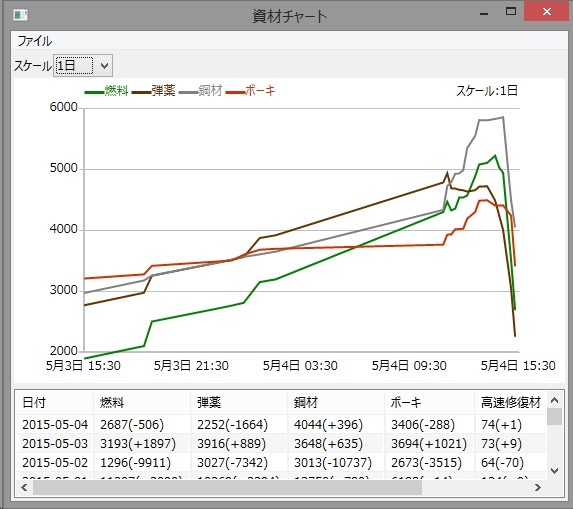 資材チャート
ファイル
スケール 1日
燃料 弾薬 鋼材 ボーキ スケール:1日
6000
5000
4000
3000
2000
5月3日 15:30 5月3日 21:30 5月4日 03:30 5月4日 09:30 5月4日 15:30
日付 燃料 弾薬 鋼材 ボーキ 高速修復材
2015-05-04 2687(-506) 2252(-1664) 4044(+396) 3406(-288) 74(+1)
2015-05-03 3193(+1897) 3916(+889) 3648(+635) 3694(+1021) 73(+9)
2015-05-02 1296(-9911) 3027(-7342) 3013(-10737) 2673(-3515) 64(-70)